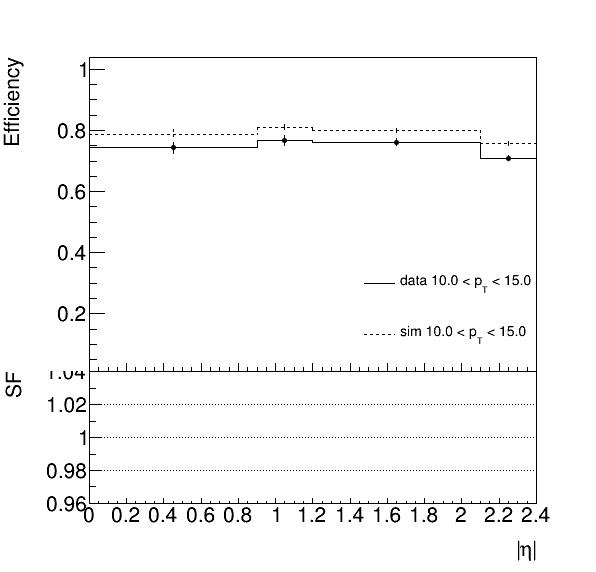 Efficiency
1
0.8
0.6
0.4
0.2
data 10.0 < p_T < 15.0
sim 10.0 < p_T < 15.0
SF
1.04
1.02
1
0.98
0.96
0 0.2 0.4 0.6 0.8 1 1.2 1.4 1.6 1.8 2 2.2 2.4
|η|